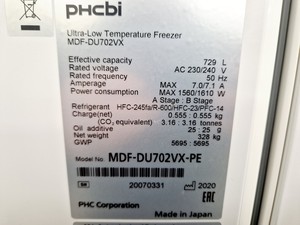 PHCbi
Ultra-Low Temperature Freezer
MDF-DU702VX
Effective capacity 729 L
Rated voltage AC 230/240 V
Rated frequency 50 Hz
Amperes MAX 7.0/7.1 A
Power consumption MAX 1560/1610 W
A Stage : B Stage
Refrigerant HFC-245fa/R-600/HFC-23/PFC-14
Charge(net) 0.555 : 0.555 kg
(CO₂ equivalent) 3.16 : 3.16 tonnes
Oil additive 25 : 25 g
Net weight 328 kg
GWP 5695 : 5695
Model No. MDF-DU702VX-PE
20070331
2020
EAC
PHC Corporation
Made in Japan